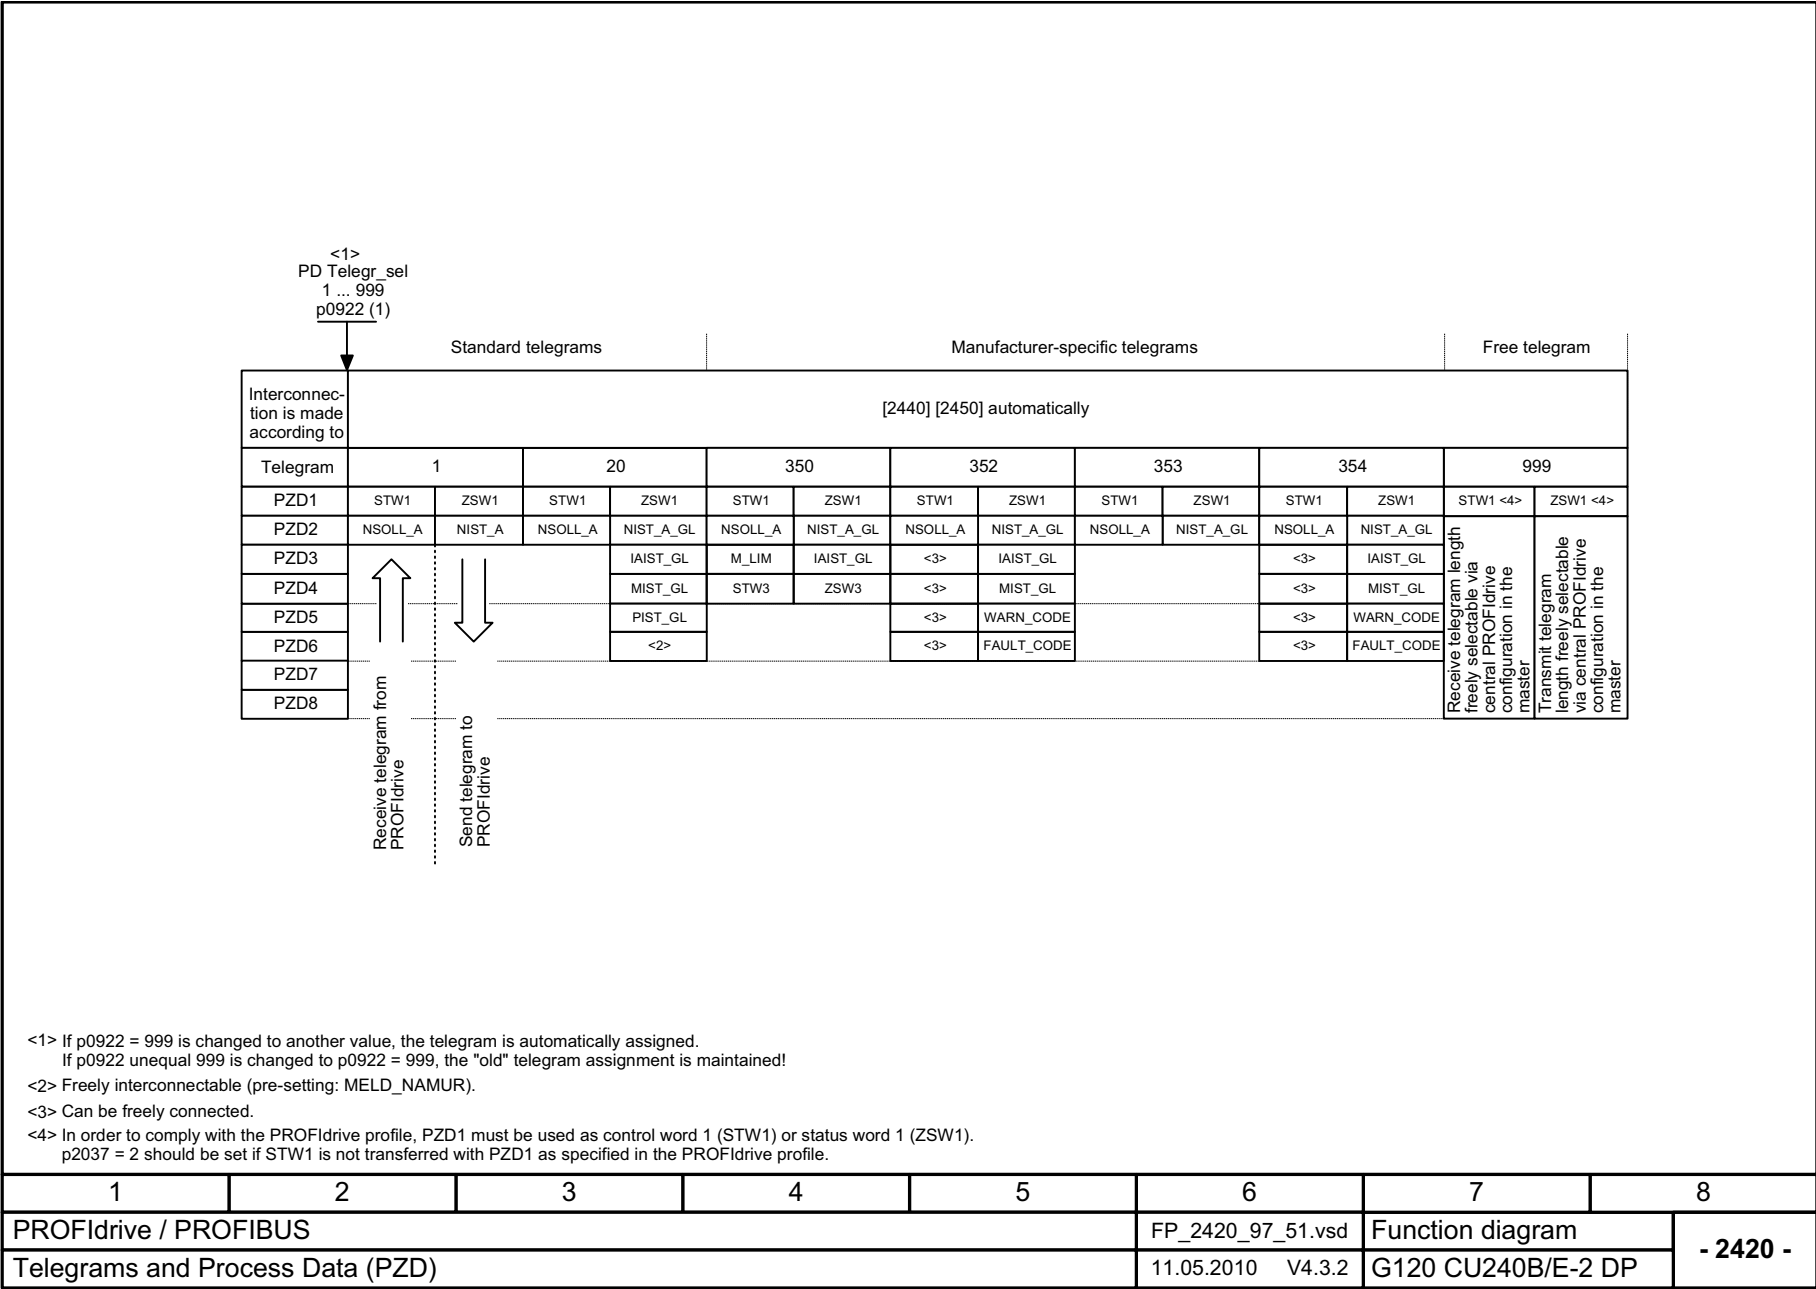 <1>
PD Telegr_sel
1 ... 999
p0922 (1)
Standard telegrams
Manufacturer-specific telegrams
Free telegram
Interconnec-
tion is made
according to
[2440] [2450] automatically
Telegram 1 20 350 352 353 354 999
PZD1 STW1 ZSW1 STW1 ZSW1 STW1 ZSW1 STW1 ZSW1 STW1 ZSW1 STW1 ZSW1 STW1 <4> ZSW1 <4>
PZD2 NSOLL_A NIST_A NSOLL_A NIST_A_GL NSOLL_A NIST_A_GL NSOLL_A NIST_A_GL NSOLL_A NIST_A_GL NSOLL_A NIST_A_GL
PZD3 IAIST_GL M_LIM IAIST_GL <3> IAIST_GL <3> IAIST_GL
PZD4 MIST_GL STW3 ZSW3 <3> MIST_GL <3> MIST_GL
PZD5 PIST_GL <3> WARN_CODE <3> WARN_CODE
PZD6 <2> <3> FAULT_CODE <3> FAULT_CODE
PZD7
PZD8
Receive telegram length
freely selectable via
central PROFIdrive
configuration in the
master
Transmit telegram
length freely selectable
via central PROFIdrive
configuration in the
master
Receive telegram from
PROFIdrive
Send telegram to
PROFIdrive
<1> If p0922 = 999 is changed to another value, the telegram is automatically assigned.
If p0922 unequal 999 is changed to p0922 = 999, the "old" telegram assignment is maintained!
<2> Freely interconnectable (pre-setting: MELD_NAMUR).
<3> Can be freely connected.
<4> In order to comply with the PROFIdrive profile, PZD1 must be used as control word 1 (STW1) or status word 1 (ZSW1).
p2037 = 2 should be set if STW1 is not transferred with PZD1 as specified in the PROFIdrive profile.
1 2 3 4 5 6 7 8
PROFIdrive / PROFIBUS FP_2420_97_51.vsd Function diagram
- 2420 -
Telegrams and Process Data (PZD) 11.05.2010 V4.3.2 G120 CU240B/E-2 DP